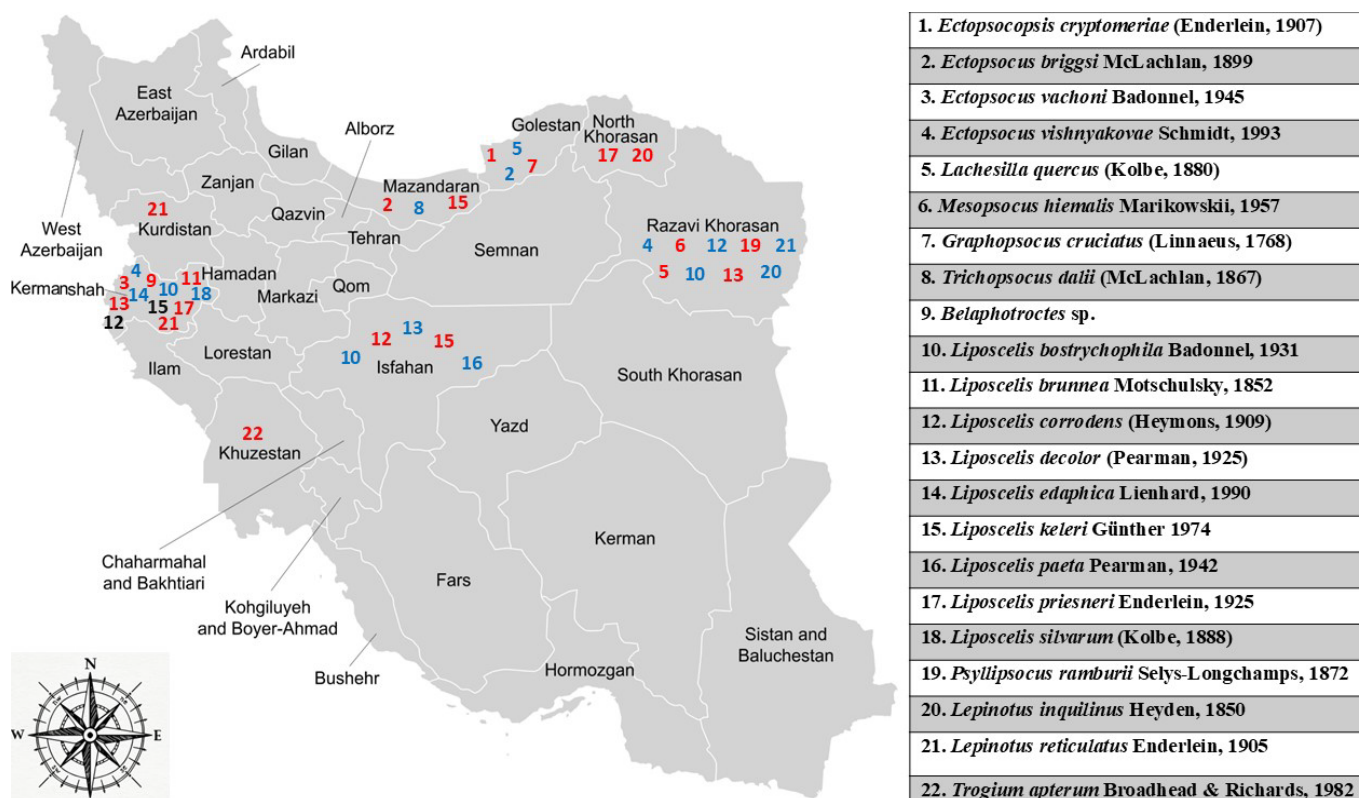 Ardabil
East
Azerbaijan
Alborz
Golestan
North
Khorasan
Gilan
1 5
7
2
17 20
Zanjan
Mazandaran
2 8 15
West
Azerbaijan
21
Kurdistan
Qazvin
Tehran
Semnan
Razavi Khorasan
4 6 12 19 21
5 10 13 20
Hamadan
Kermanshah
4
3 9 11
14 10 18
13 15 17
12 21
Markazi
Qom
Lorestan
Ilam
12 13 15
10 16
Isfahan
South Khorasan
22
Khuzestan
Yazd
Chaharmahal
and Bakhtiari
Kohgiluyeh
and Boyer-Ahmad
Fars
Kerman
Bushehr
Hormozgan
Sistan and
Baluchestan
N
W E
S
1. Ectopsocopsis cryptomeriae (Enderlein, 1907)
2. Ectopsocus briggsi McLachlan, 1899
3. Ectopsocus vachoni Badonnel, 1945
4. Ectopsocus vishnyakovae Schmidt, 1993
5. Lachesilla quercus (Kolbe, 1880)
6. Mesopsocus hiemalis Marikowskii, 1957
7. Graphopsocus cruciatus (Linnaeus, 1768)
8. Trichopsocus dalii (McLachlan, 1867)
9. Belaphotroctes sp.
10. Liposcelis bostrychophila Badonnel, 1931
11. Liposcelis brunnea Motschulsky, 1852
12. Liposcelis corrodens (Heymons, 1909)
13. Liposcelis decolor (Pearman, 1925)
14. Liposcelis edaphica Lienhard, 1990
15. Liposcelis keleri Günther 1974
16. Liposcelis paeta Pearman, 1942
17. Liposcelis priesneri Enderlein, 1925
18. Liposcelis silvarum (Kolbe, 1888)
19. Psyllipsocus ramburii Selys-Longchamps, 1872
20. Lepinotus inquilinus Heyden, 1850
21. Lepinotus reticulatus Enderlein, 1905
22. Trogium apterum Broadhead & Richards, 1982